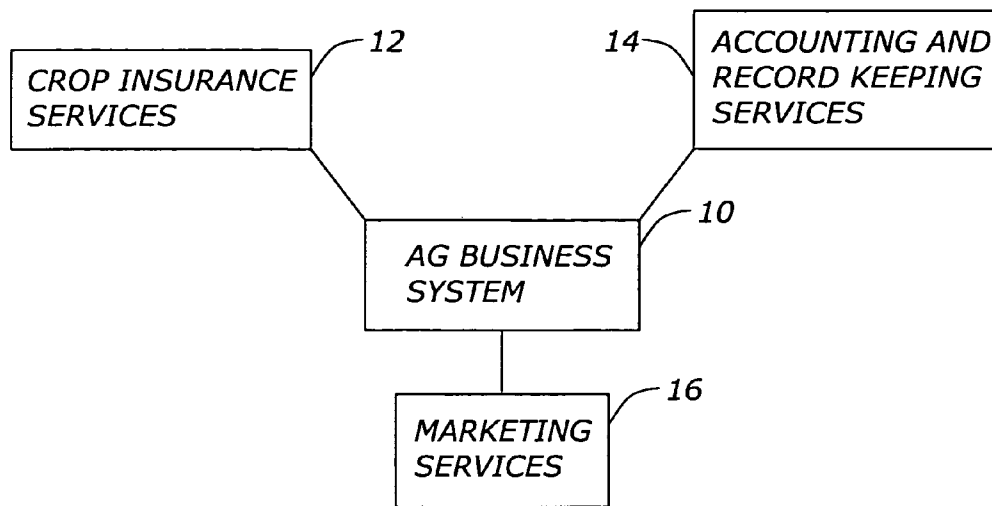 12
CROP INSURANCE
SERVICES
14
ACCOUNTING AND
RECORD KEEPING
SERVICES
10
AG BUSINESS
SYSTEM
16
MARKETING
SERVICES